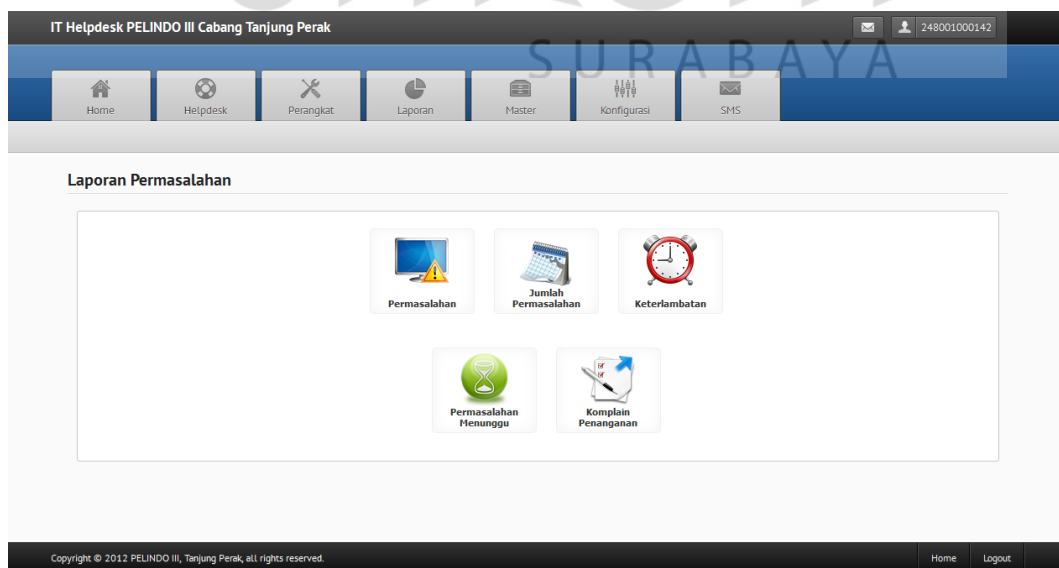 IT Helpdesk PELINDO III Cabang Tanjung Perak
248001000142
SURABAYA
Home
Helpdesk
Perangkat
Laporan
Master
Konfigurasi
SMS
Laporan Permasalahan
Permasalahan
Jumlah
Permasalahan
Keterlambatan
Permasalahan
Menunggu
Komplain
Penanganan
Copyright © 2012 PELINDO III, Tanjung Perak, all rights reserved.
Home
Logout